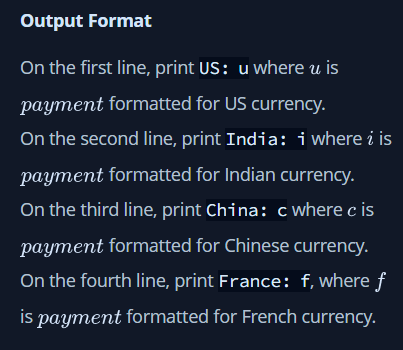 Output Format
On the first line, print US: u where u is
payment formatted for US currency.
On the second line, print India: i where i is
payment formatted for Indian currency.
On the third line, print China: c where c is
payment formatted for Chinese currency.
On the fourth line, print France: f, where f
is payment formatted for French currency.